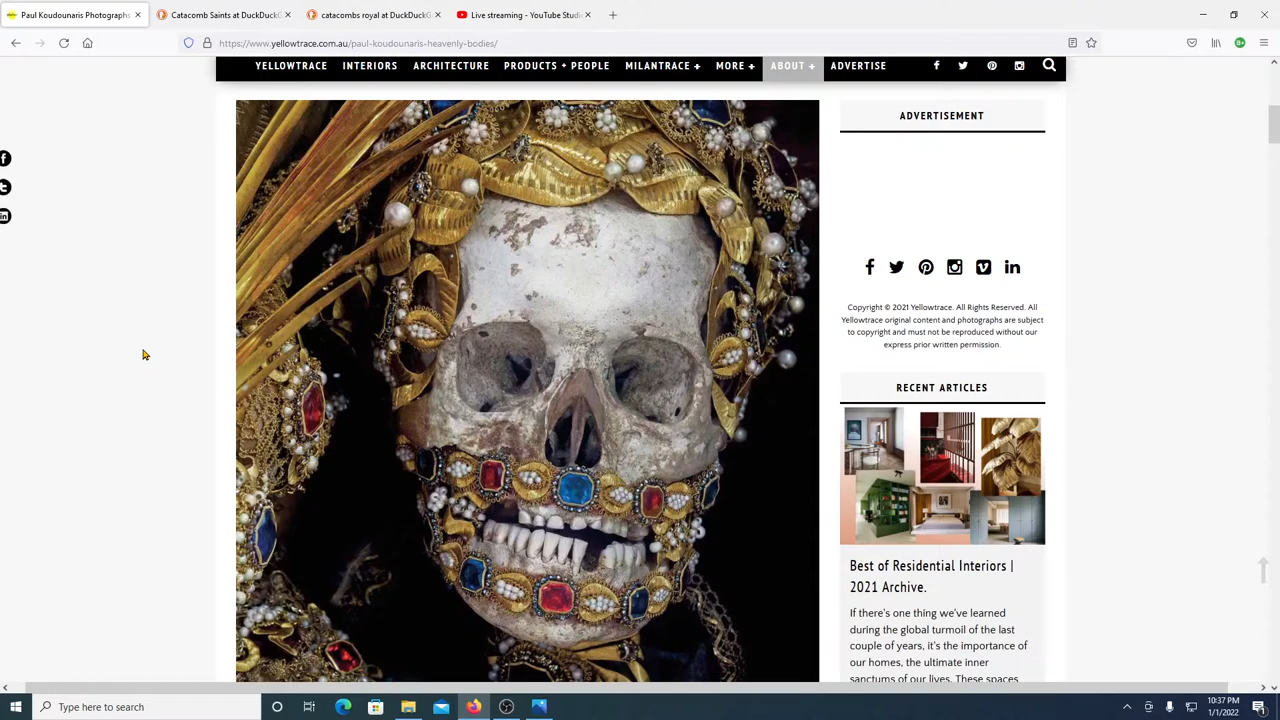 Paul Koudounaris Photographs
Catacomb Saints at DuckDuckG
catacombs royal at DuckDuckG
Live streaming - YouTube Studi
https://www.yellowtrace.com.au/paul-koudounaris-heavenly-bodies/
YELLOWTRACE INTERIORS ARCHITECTURE PRODUCTS + PEOPLE MILANTRACE + MORE + ABOUT + ADVERTISE
ADVERTISEMENT
Copyright © 2021 Yellowtrace. All Rights Reserved. All
Yellowtrace original content and photographs are subject
to copyright and must not be reproduced without our
express prior written permission.
RECENT ARTICLES
Best of Residential Interiors |
2021 Archive.
If there's one thing we've learned
during the global turmoil of the last
couple of years, it's the importance of
our homes, the ultimate inner
sanctums of our lives. These spaces
Type here to search
10:37 PM
1/1/2022